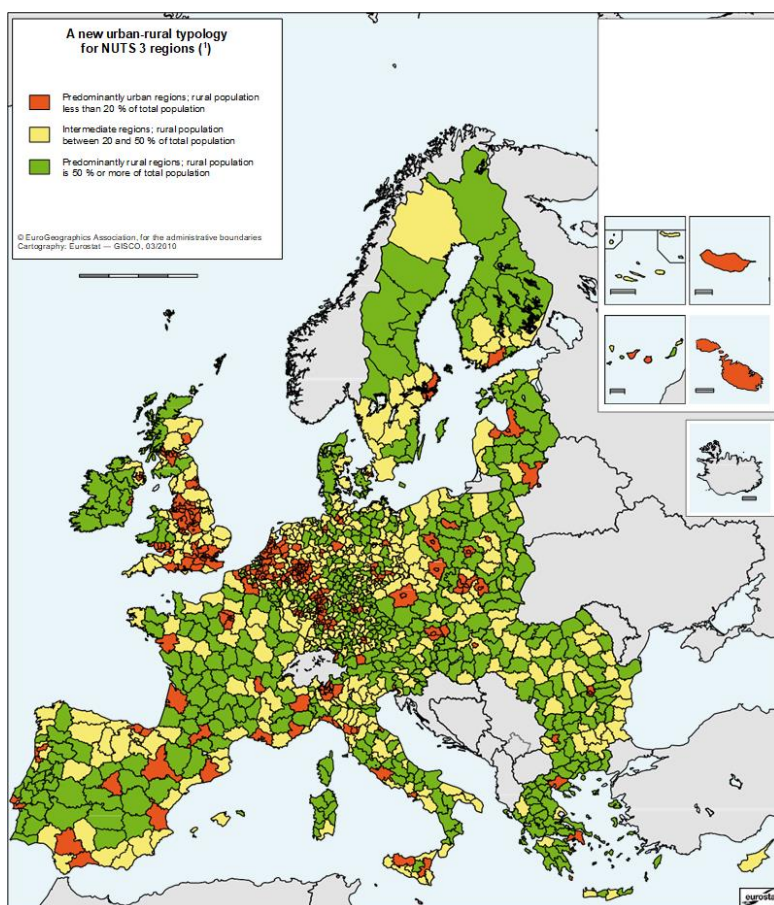 A new urban-rural typology
for NUTS 3 regions (¹)
Predominantly urban regions; rural population
less than 20 % of total population
Intermediate regions; rural population
between 20 and 50 % of total population
Predominantly rural regions; rural population
is 50 % or more of total population
© EuroGeographics Association, for the administrative boundaries
Cartography: Eurostat — GISCO, 03/2010
eurostat